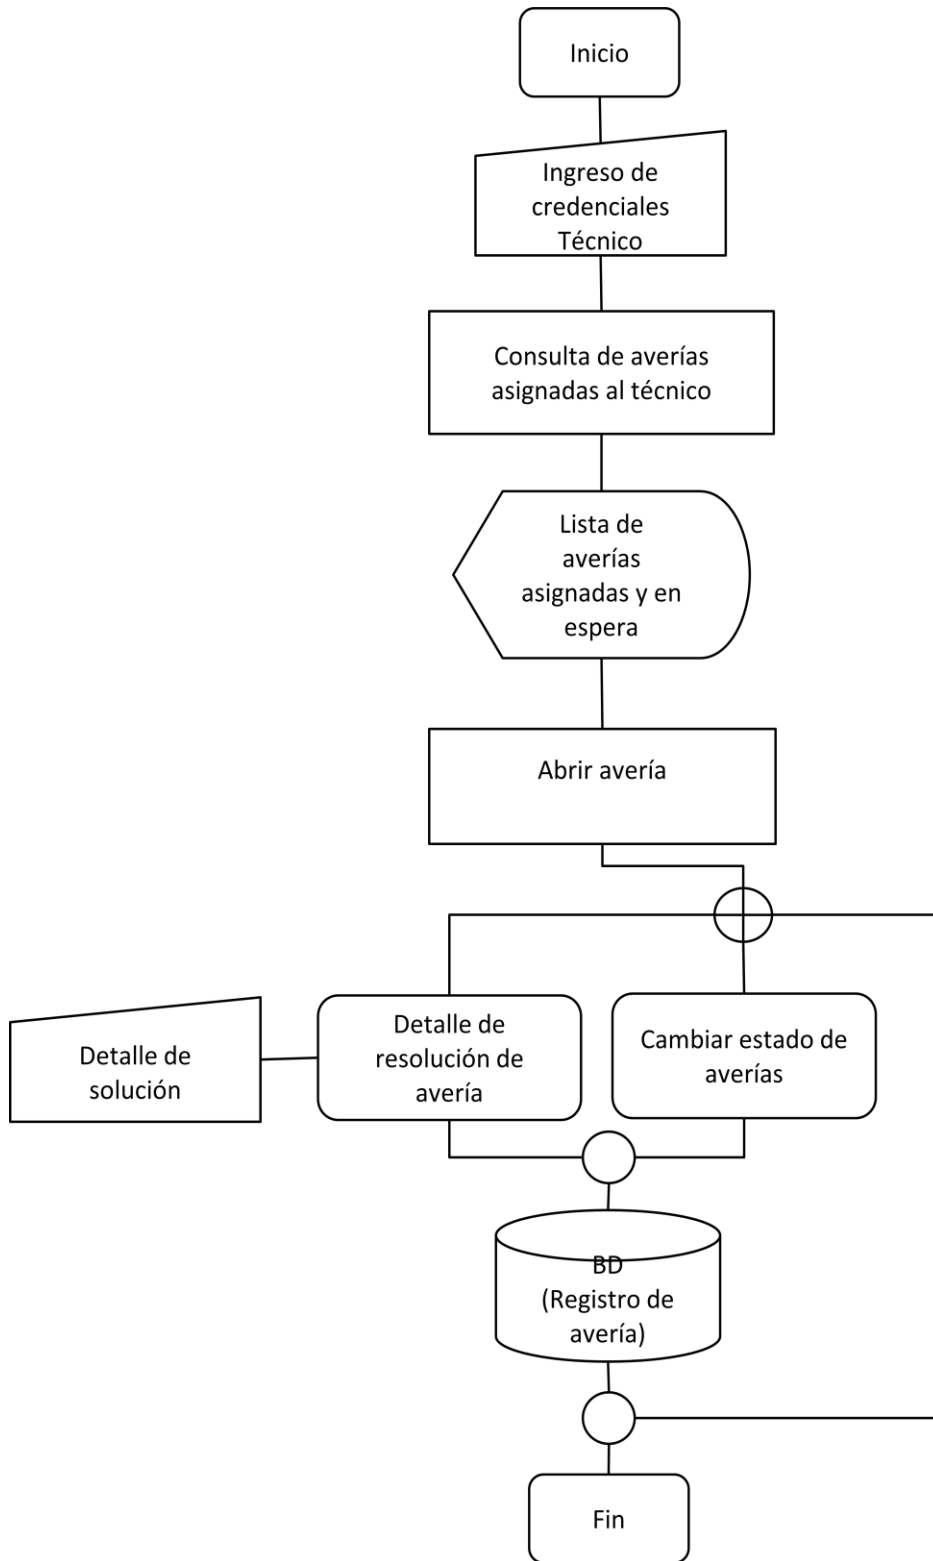 Inicio
Ingreso de
credenciales
Técnico
Consulta de averías
asignadas al técnico
Lista de
averías
asignadas y en
espera
Abrir avería
Detalle de
solución
Detalle de
resolución de
avería
Cambiar estado de
averías
BD
(Registro de
avería)
Fin